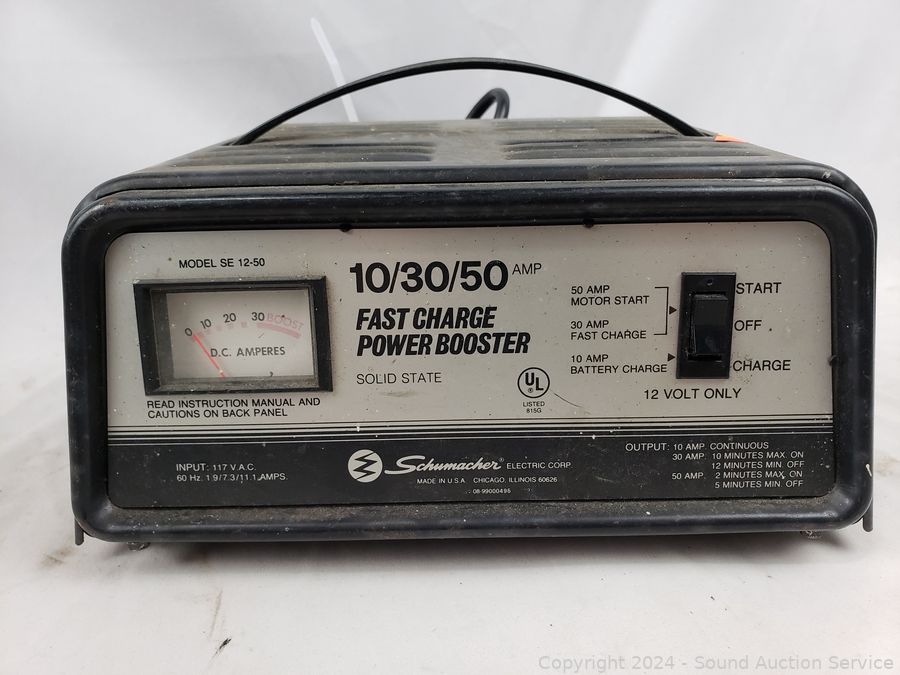 MODEL SE 12-50
0 10 20 30 BOOST
D.C. AMPERES
READ INSTRUCTION MANUAL AND
CAUTIONS ON BACK PANEL
10/30/50 AMP
FAST CHARGE
POWER BOOSTER
SOLID STATE
UL
LISTED
815G
50 AMP
MOTOR START
30 AMP
FAST CHARGE
10 AMP
BATTERY CHARGE
START
OFF
CHARGE
12 VOLT ONLY
INPUT: 117 V.A.C.
60 Hz. 1.9/7.3/11.1 AMPS.
Schumacher® ELECTRIC CORP.
MADE IN U.S.A. CHICAGO, ILLINOIS 60626
08-99000495
OUTPUT: 10 AMP. CONTINUOUS
30 AMP. 10 MINUTES MAX. ON
12 MINUTES MIN. OFF
50 AMP. 2 MINUTES MAX. ON
5 MINUTES MIN. OFF
Copyright © 2024 - Sound Auction Service